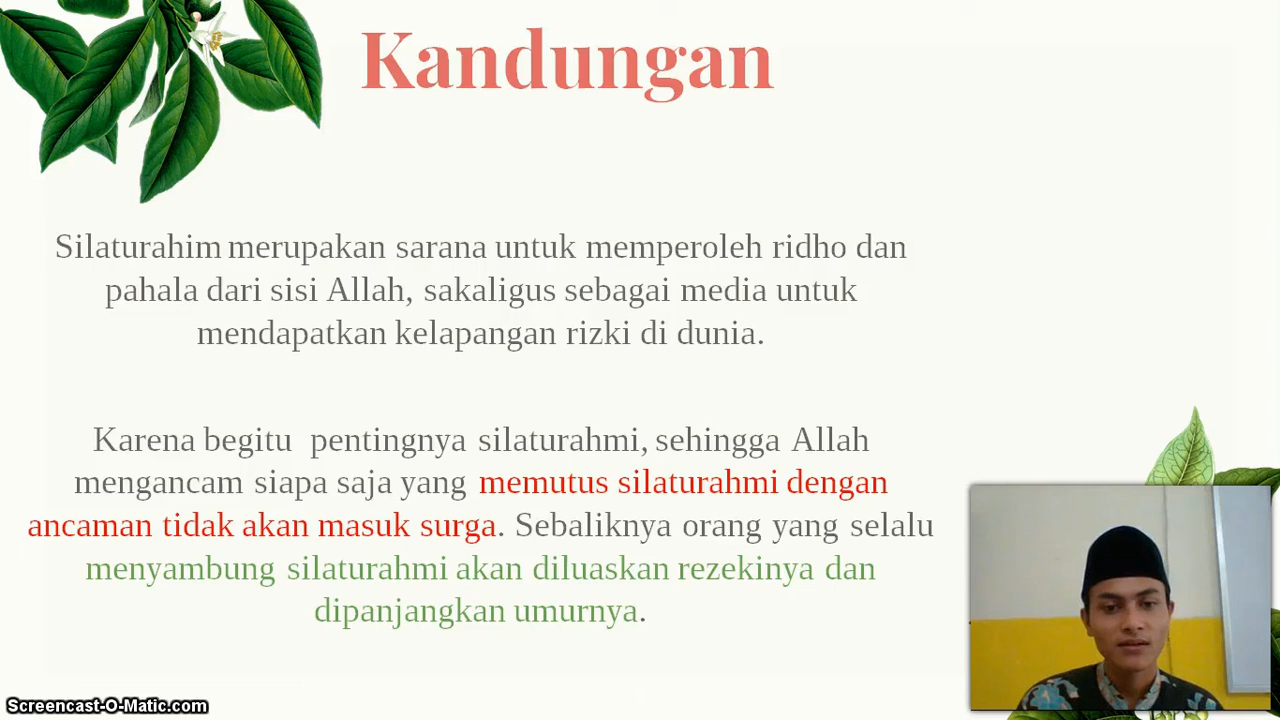 Kandungan
Silaturahim merupakan sarana untuk memperoleh ridho dan
pahala dari sisi Allah, sakaligus sebagai media untuk
mendapatkan kelapangan rizki di dunia.
Karena begitu pentingnya silaturahmi, sehingga Allah
mengancam siapa saja yang memutus silaturahmi dengan
ancaman tidak akan masuk surga. Sebaliknya orang yang selalu
menyambung silaturahmi akan diluaskan rezekinya dan
dipanjangkan umurnya.
Screencast-O-Matic.com